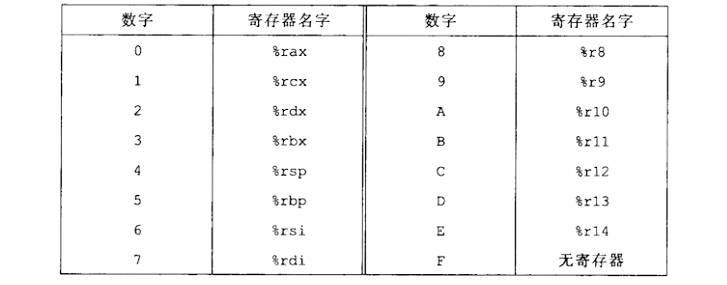 数字 寄存器名字 数字 寄存器名字
0 %rax 8 %r8
1 %rcx 9 %r9
2 %rdx A %r10
3 %rbx B %r11
4 %rsp C %r12
5 %rbp D %r13
6 %rsi E %r14
7 %rdi F 无寄存器